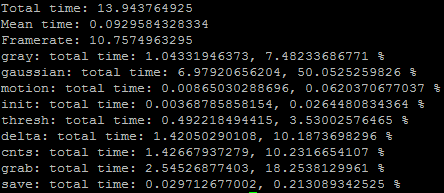 Total time: 13.943764925
Mean time: 0.0929584328334
Framerate: 10.7574963295
gray: total time: 1.04331946373, 7.48233686771 %
gaussian: total time: 6.97920656204, 50.0525259826 %
motion: total time: 0.00865030288696, 0.0620370677037 %
init: total time: 0.00368785858154, 0.0264480834364 %
thresh: total time: 0.492218494415, 3.53002576465 %
delta: total time: 1.42050290108, 10.1873698296 %
cnts: total time: 1.42667937279, 10.2316654107 %
grab: total time: 2.54526877403, 18.2538129961 %
save: total time: 0.029712677002, 0.213089342525 %